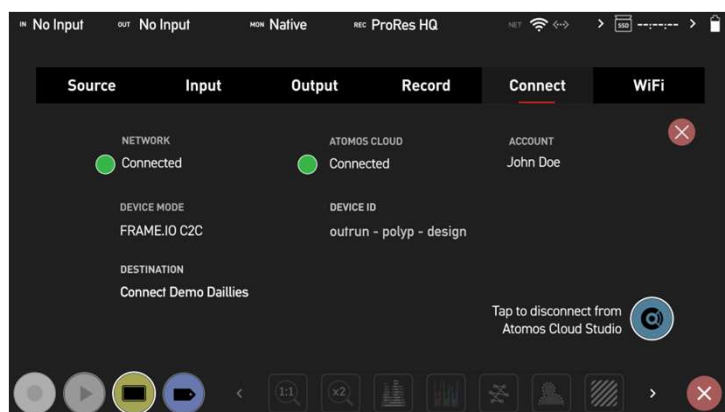 IN No Input OUT No Input MON Native REC ProRes HQ NET SSD --:--:--
Source Input Output Record Connect WiFi
NETWORK ATOMOS CLOUD ACCOUNT
Connected Connected John Doe
DEVICE MODE DEVICE ID
FRAME.IO C2C outrun - polyp - design
DESTINATION
Connect Demo Daillies
Tap to disconnect from
Atomos Cloud Studio
1:1 x2